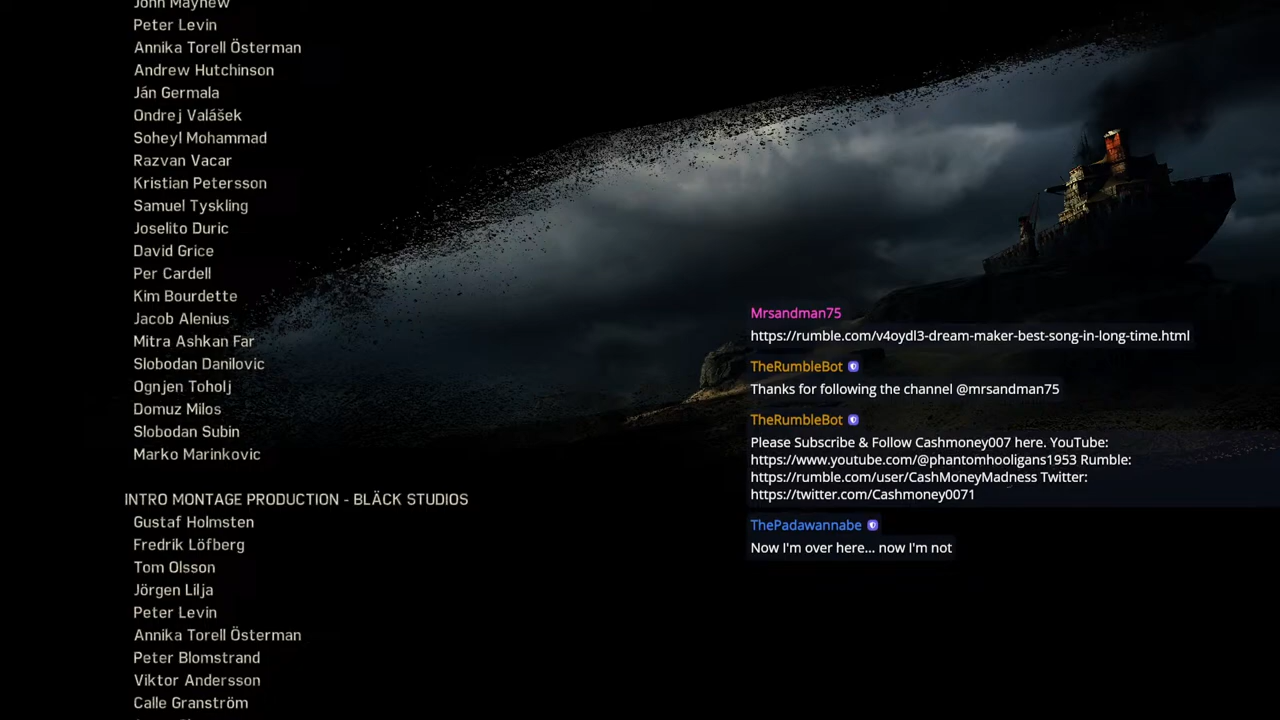 John Mayhew
Peter Levin
Annika Torell Österman
Andrew Hutchinson
Ján Germala
Ondrej Valášek
Soheyl Mohammad
Razvan Vacar
Kristian Petersson
Samuel Tyskling
Joselito Duric
David Grice
Per Cardell
Kim Bourdette
Jacob Alenius
Mitra Ashkan Far
Slobodan Danilovic
Ognjen Toholj
Domuz Milos
Slobodan Subin
Marko Marinkovic
INTRO MONTAGE PRODUCTION - BLÄCK STUDIOS
Gustaf Holmsten
Fredrik Löfberg
Tom Olsson
Jörgen Lilja
Peter Levin
Annika Torell Österman
Peter Blomstrand
Viktor Andersson
Calle Granström
Mrsandman75
https://rumble.com/v4oydl3-dream-maker-best-song-in-long-time.html
TheRumbleBot
Thanks for following the channel @mrsandman75
TheRumbleBot
Please Subscribe & Follow Cashmoney007 here. YouTube:
https://www.youtube.com/@phantomhooligans1953 Rumble:
https://rumble.com/user/CashMoneyMadness Twitter:
https://twitter.com/Cashmoney0071
ThePadawannabe
Now I'm over here... now I'm not